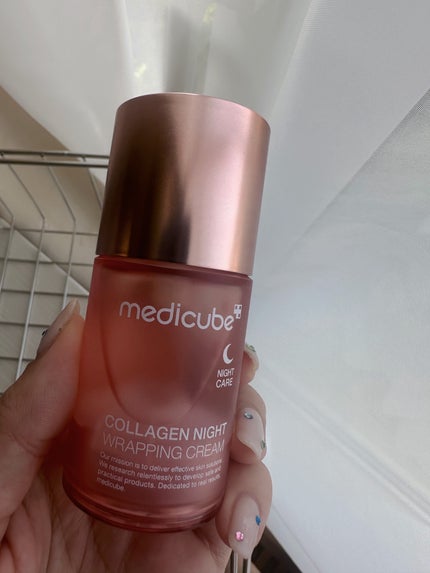 medicube
NIGHT
CARE
COLLAGEN NIGHT
WRAPPING CREAM
Our mission is to deliver effective skin solutions.
We research relentlessly to develop safe and
practical products. Dedicated to real results,
medicube.